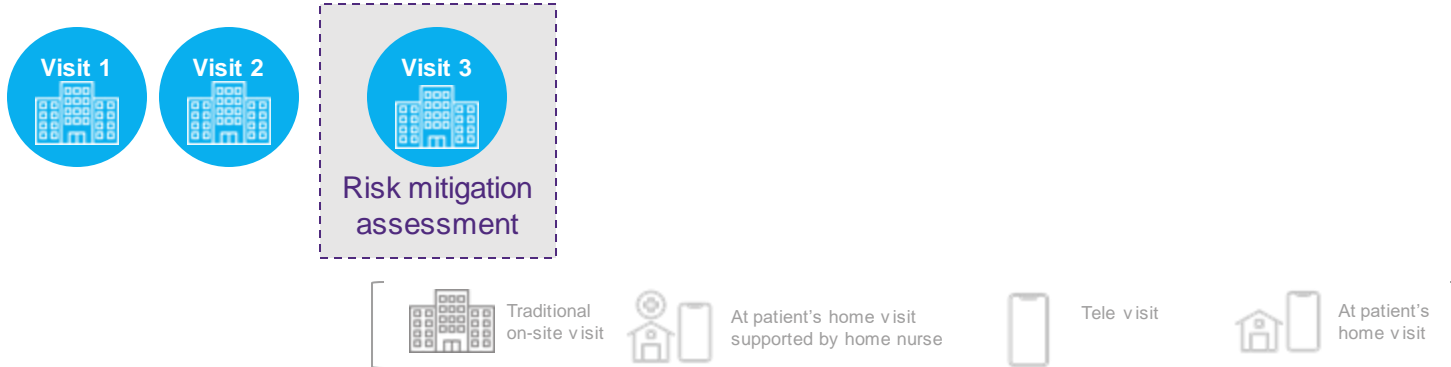 Visit 1
Visit 2
Visit 3
Risk mitigation
assessment
Traditional
on-site visit
At patient’s home visit
supported by home nurse
Tele visit
At patient’s
home visit